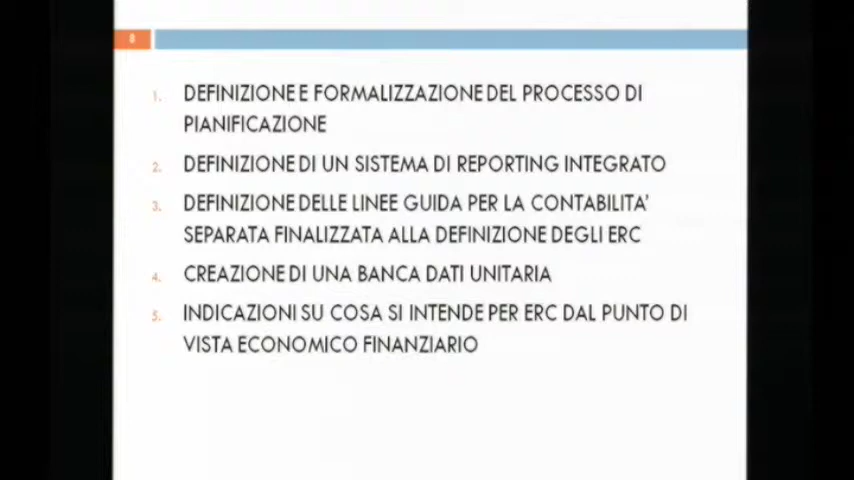 8
1. DEFINIZIONE E FORMALIZZAZIONE DEL PROCESSO DI
PIANIFICAZIONE
2. DEFINIZIONE DI UN SISTEMA DI REPORTING INTEGRATO
3. DEFINIZIONE DELLE LINEE GUIDA PER LA CONTABILITA'
SEPARATA FINALIZZATA ALLA DEFINIZIONE DEGLI ERC
4. CREAZIONE DI UNA BANCA DATI UNITARIA
5. INDICAZIONI SU COSA SI INTENDE PER ERC DAL PUNTO DI
VISTA ECONOMICO FINANZIARIO